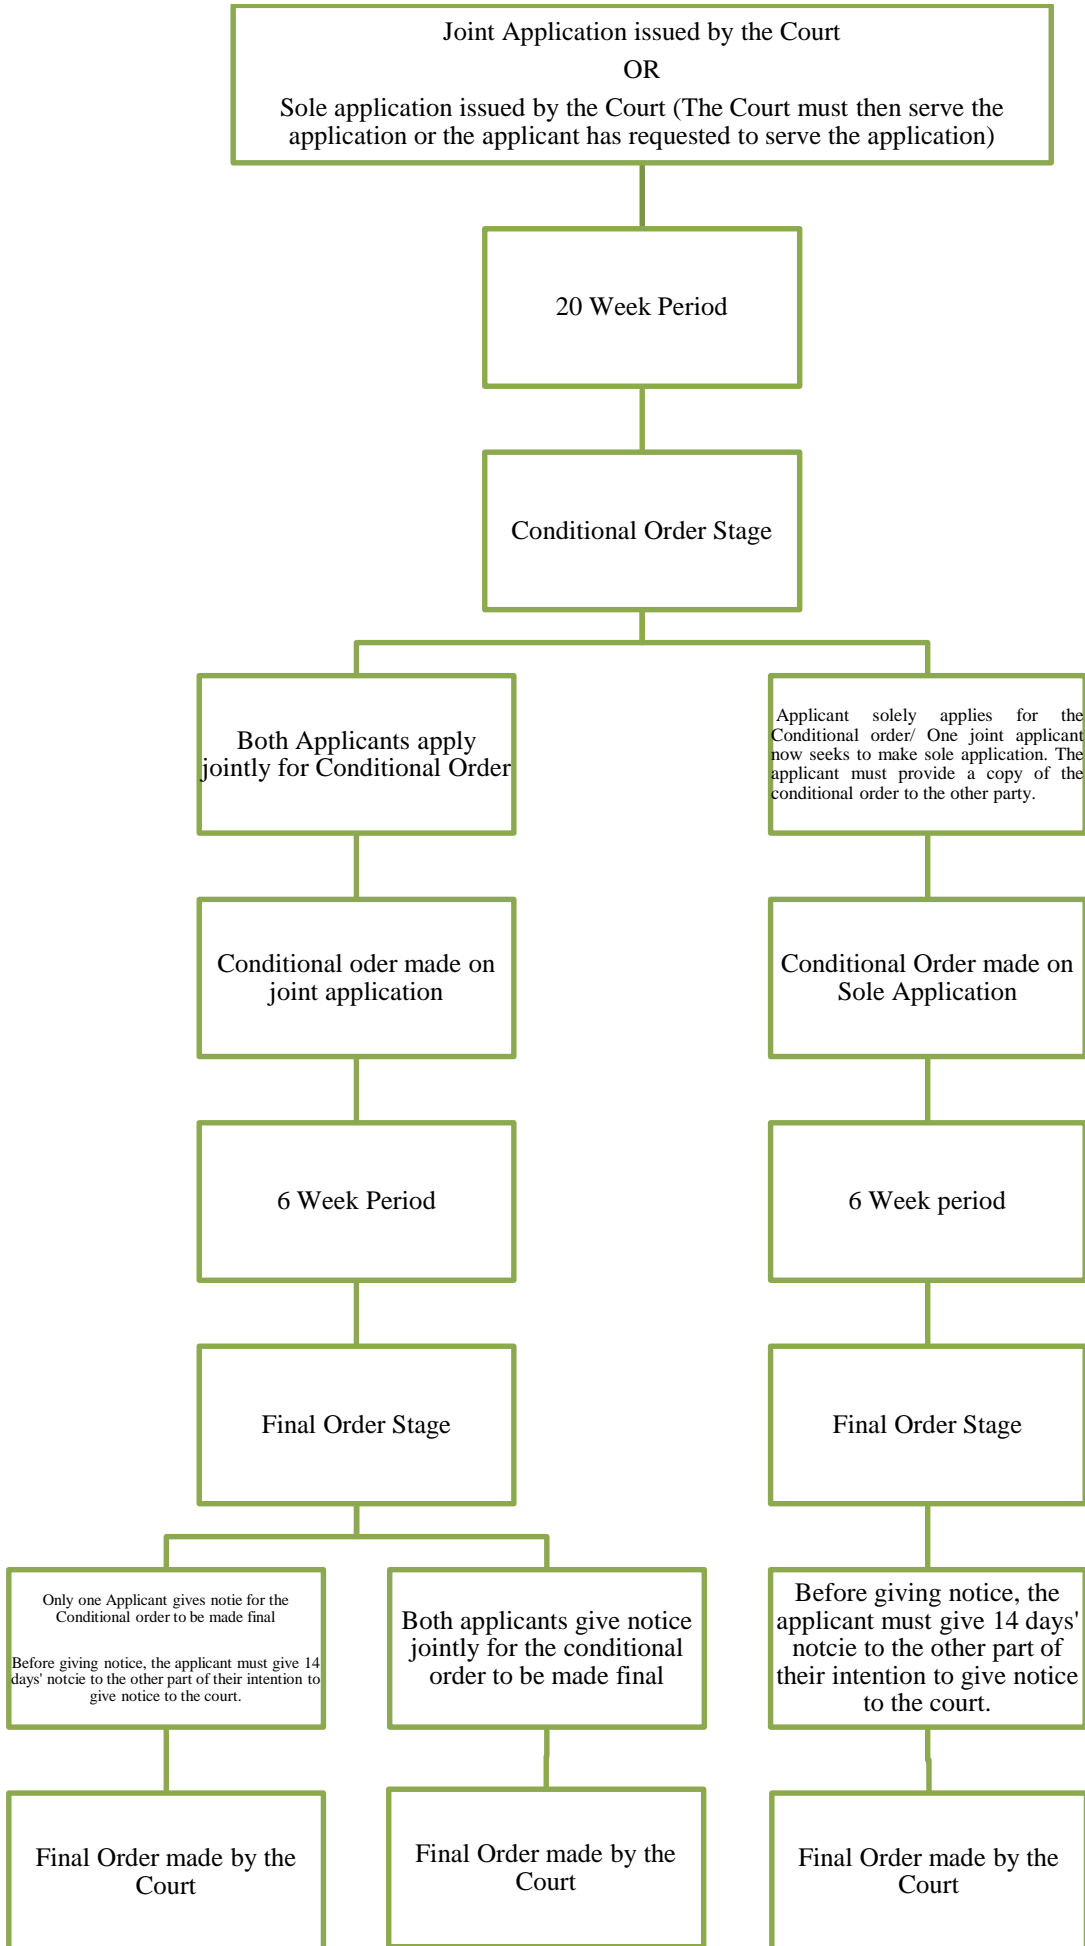 Joint Application issued by the Court
OR
Sole application issued by the Court (The Court must then serve the
application or the applicant has requested to serve the application)
20 Week Period
Conditional Order Stage
Both Applicants apply
jointly for Conditional Order
Applicant solely applies for the
Conditional order/ One joint applicant
now seeks to make sole application. The
applicant must provide a copy of the
conditional order to the other party.
Conditional oder made on
joint application
Conditional Order made on
Sole Application
6 Week Period
6 Week period
Final Order Stage
Final Order Stage
Only one Applicant gives notie for the
Conditional order to be made final
Before giving notice, the applicant must give 14
days' notcie to the other part of their intention to
give notice to the court.
Both applicants give notice
jointly for the conditional
order to be made final
Before giving notice, the
applicant must give 14 days'
notcie to the other part of
their intention to give notice
to the court.
Final Order made by the
Court
Final Order made by the
Court
Final Order made by the
Court